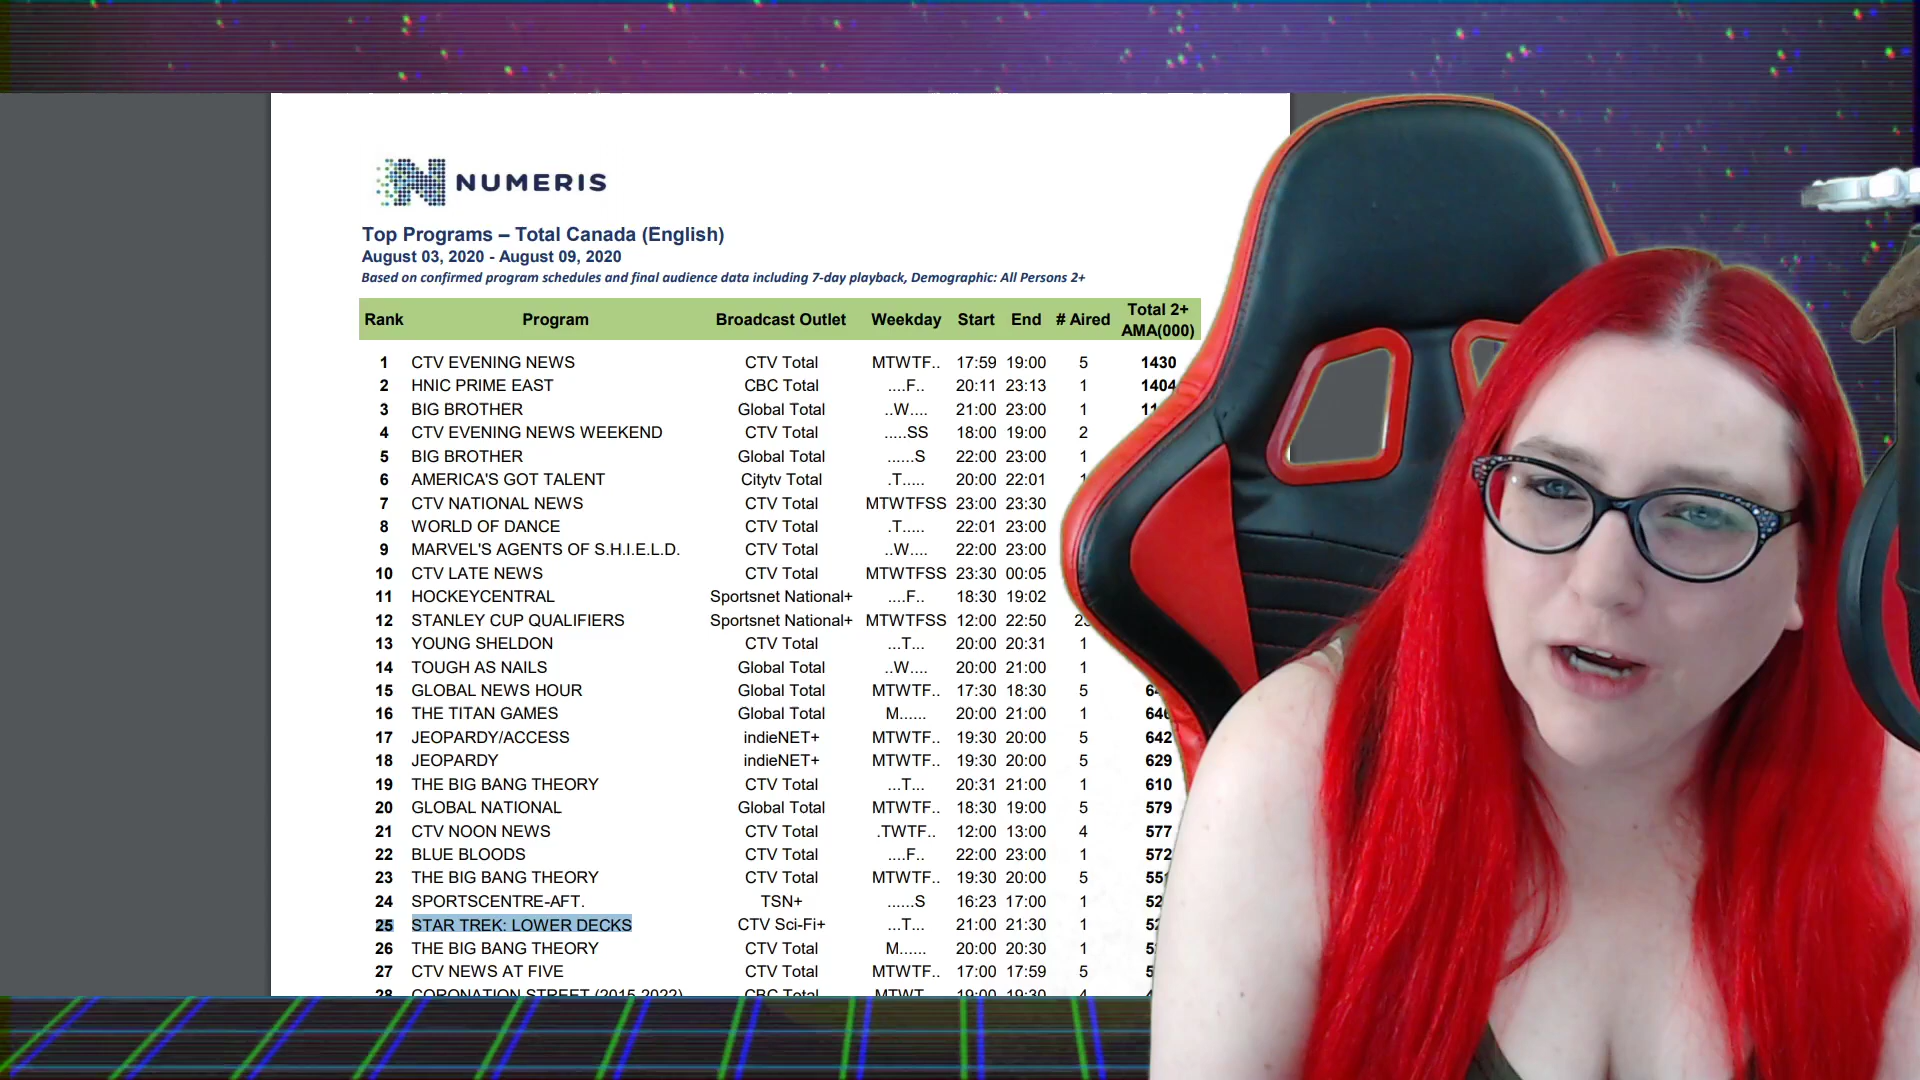 NUMERIS
Top Programs – Total Canada (English)
August 03, 2020 - August 09, 2020
Based on confirmed program schedules and final audience data including 7-day playback, Demographic: All Persons 2+
Rank Program Broadcast Outlet Weekday Start End # Aired Total 2+ AMA(000)
1 CTV EVENING NEWS CTV Total MTWTF.. 17:59 19:00 5 1430
2 HNIC PRIME EAST CBC Total ....F.. 20:11 23:13 1 1404
3 BIG BROTHER Global Total ..W.... 21:00 23:00 1
4 CTV EVENING NEWS WEEKEND CTV Total .....SS 18:00 19:00 2
5 BIG BROTHER Global Total ......S 22:00 23:00 1
6 AMERICA'S GOT TALENT Citytv Total .T..... 20:00 22:01
7 CTV NATIONAL NEWS CTV Total MTWTFSS 23:00 23:30
8 WORLD OF DANCE CTV Total .T..... 22:01 23:00
9 MARVEL'S AGENTS OF S.H.I.E.L.D. CTV Total ..W.... 22:00 23:00
10 CTV LATE NEWS CTV Total MTWTFSS 23:30 00:05
11 HOCKEYCENTRAL Sportsnet National+ ....F.. 18:30 19:02
12 STANLEY CUP QUALIFIERS Sportsnet National+ MTWTFSS 12:00 22:50
13 YOUNG SHELDON CTV Total ...T... 20:00 20:31 1
14 TOUGH AS NAILS Global Total ..W.... 20:00 21:00 1
15 GLOBAL NEWS HOUR Global Total MTWTF.. 17:30 18:30 5
16 THE TITAN GAMES Global Total M...... 20:00 21:00 1 646
17 JEOPARDY/ACCESS indieNET+ MTWTF.. 19:30 20:00 5 642
18 JEOPARDY indieNET+ MTWTF.. 19:30 20:00 5 629
19 THE BIG BANG THEORY CTV Total ...T... 20:31 21:00 1 610
20 GLOBAL NATIONAL Global Total MTWTF.. 18:30 19:00 5 579
21 CTV NOON NEWS CTV Total .TWTF.. 12:00 13:00 4 577
22 BLUE BLOODS CTV Total ....F.. 22:00 23:00 1 572
23 THE BIG BANG THEORY CTV Total MTWTF.. 19:30 20:00 5
24 SPORTSCENTRE-AFT. TSN+ ......S 16:23 17:00 1
25 STAR TREK: LOWER DECKS CTV Sci-Fi+ ...T... 21:00 21:30 1
26 THE BIG BANG THEORY CTV Total M...... 20:00 20:30 1
27 CTV NEWS AT FIVE CTV Total MTWTF.. 17:00 17:59 5
28 CORONATION STREET (2015,2022) CBC Total MTWT... 19:00 19:30 4